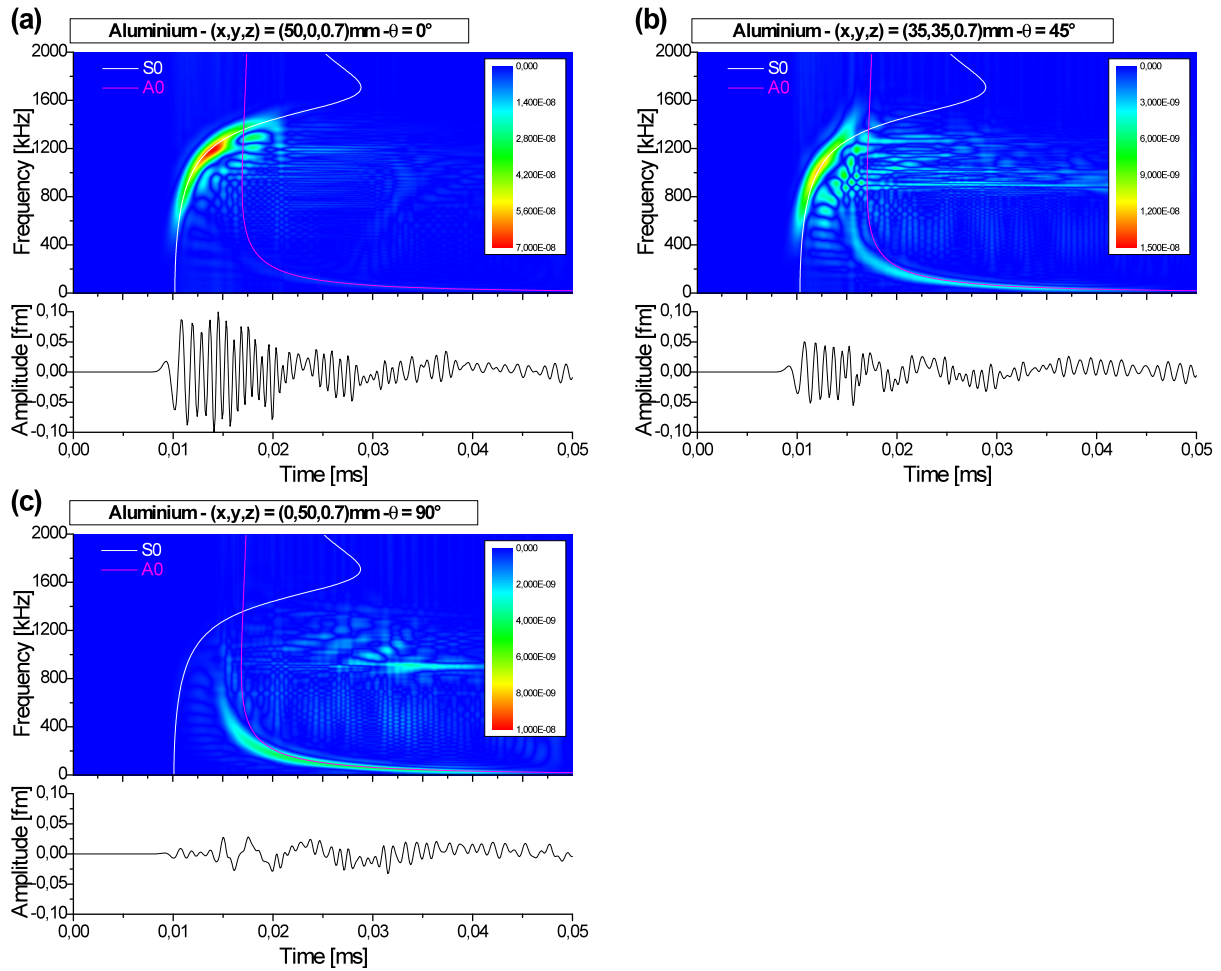 (a)
Aluminium - (x,y,z) = (50,0,0.7)mm -θ = 0°
Frequency [kHz]
2000
1600
1200
800
400
0
S0
A0
0,000
1,400E-08
2,800E-08
4,200E-08
5,600E-08
7,000E-08
Amplitude [fm]
0,10
0,05
0,00
-0,05
-0,10
0,00 0,01 0,02 0,03 0,04 0,05
Time [ms]
(b)
Aluminium - (x,y,z) = (35,35,0.7)mm -θ = 45°
Frequency [kHz]
2000
1600
1200
800
400
0
S0
A0
0,000
3,000E-09
6,000E-09
9,000E-09
1,200E-08
1,500E-08
Amplitude [fm]
0,10
0,05
0,00
-0,05
-0,10
0,00 0,01 0,02 0,03 0,04 0,05
Time [ms]
(c)
Aluminium - (x,y,z) = (0,50,0.7)mm -θ = 90°
Frequency [kHz]
2000
1600
1200
800
400
0
S0
A0
0,000
2,000E-09
4,000E-09
6,000E-09
8,000E-09
1,000E-08
Amplitude [fm]
0,10
0,05
0,00
-0,05
-0,10
0,00 0,01 0,02 0,03 0,04 0,05
Time [ms]